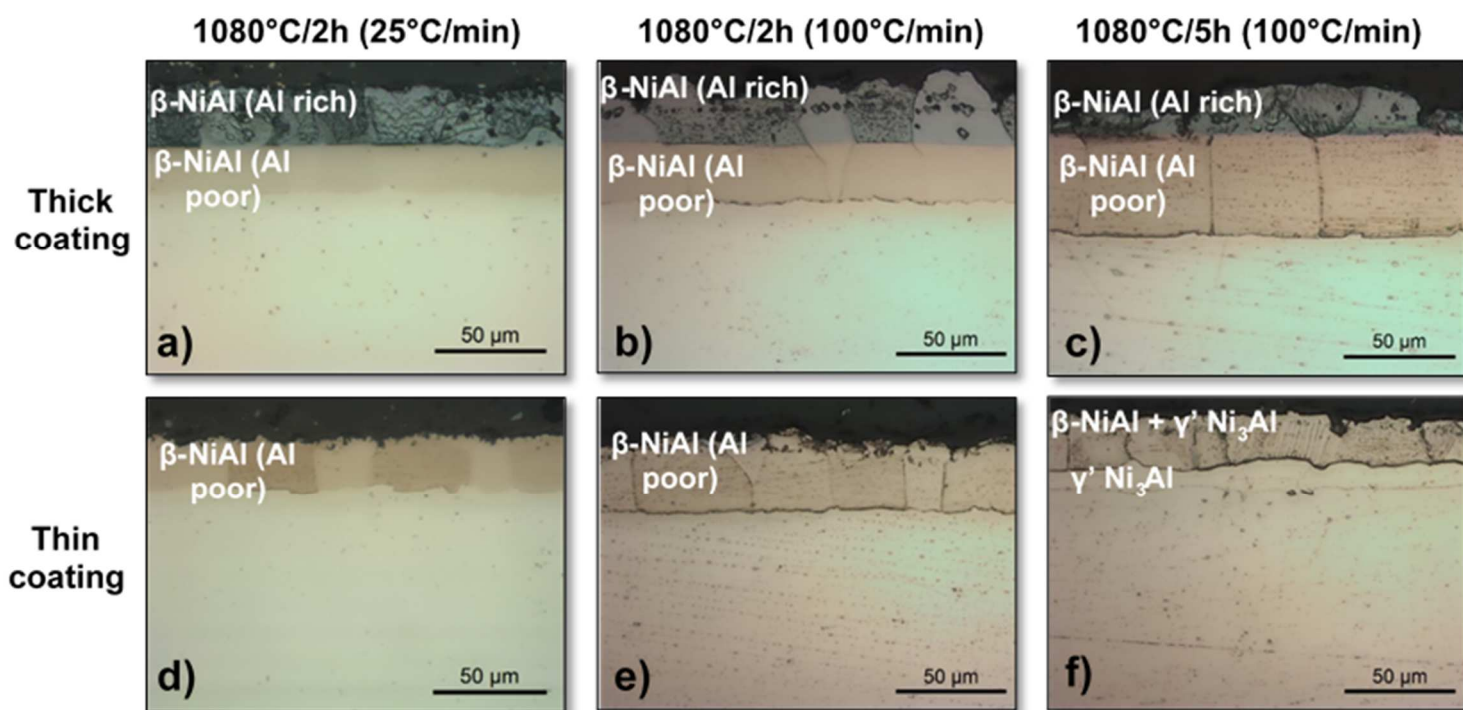 1080°C/2h (25°C/min)
1080°C/2h (100°C/min)
1080°C/5h (100°C/min)
Thick
coating
β-NiAl (Al rich)
β-NiAl (Al
poor)
a)
50 µm
β-NiAl (Al rich)
β-NiAl (Al
poor)
b)
50 µm
β-NiAl (Al rich)
β-NiAl (Al
poor)
c)
50 µm
Thin
coating
β-NiAl (Al
poor)
d)
50 µm
β-NiAl (Al
poor)
e)
50 µm
β-NiAl + γ' Ni₃Al
γ' Ni₃Al
f)
50 µm